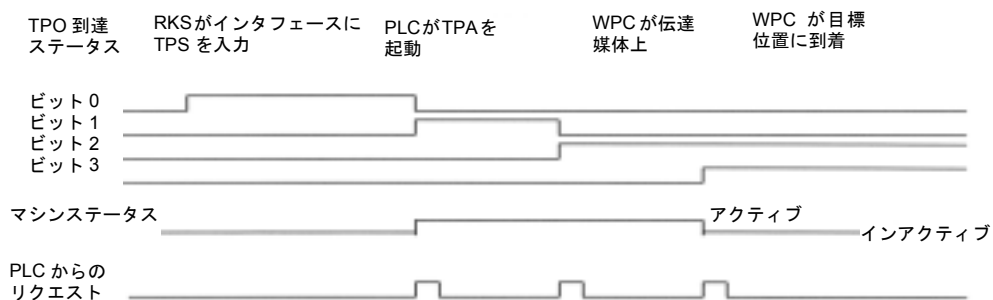 TPO 到達
ステータス
RKSがインタフェースに
TPS を入力
PLCがTPAを
起動
WPC が伝達
媒体上
WPC が目標
位置に到着
ビット 0
ビット 1
ビット 2
ビット 3
マシンステータス
アクティブ
インアクティブ
PLC からの
リクエスト